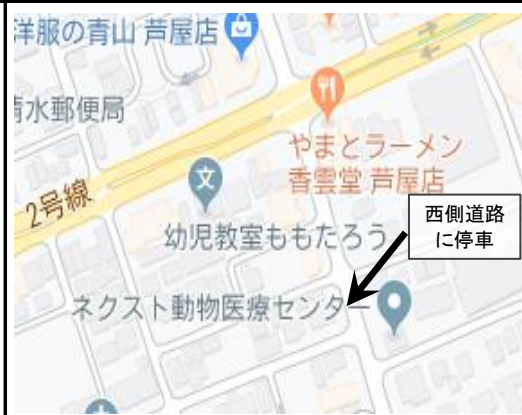 洋服の青山 芦屋店
清水郵便局
やまとラーメン
香雲堂 芦屋店
2号線
西側道路
に停車
幼児教室ももたろう
ネクスト動物医療センター